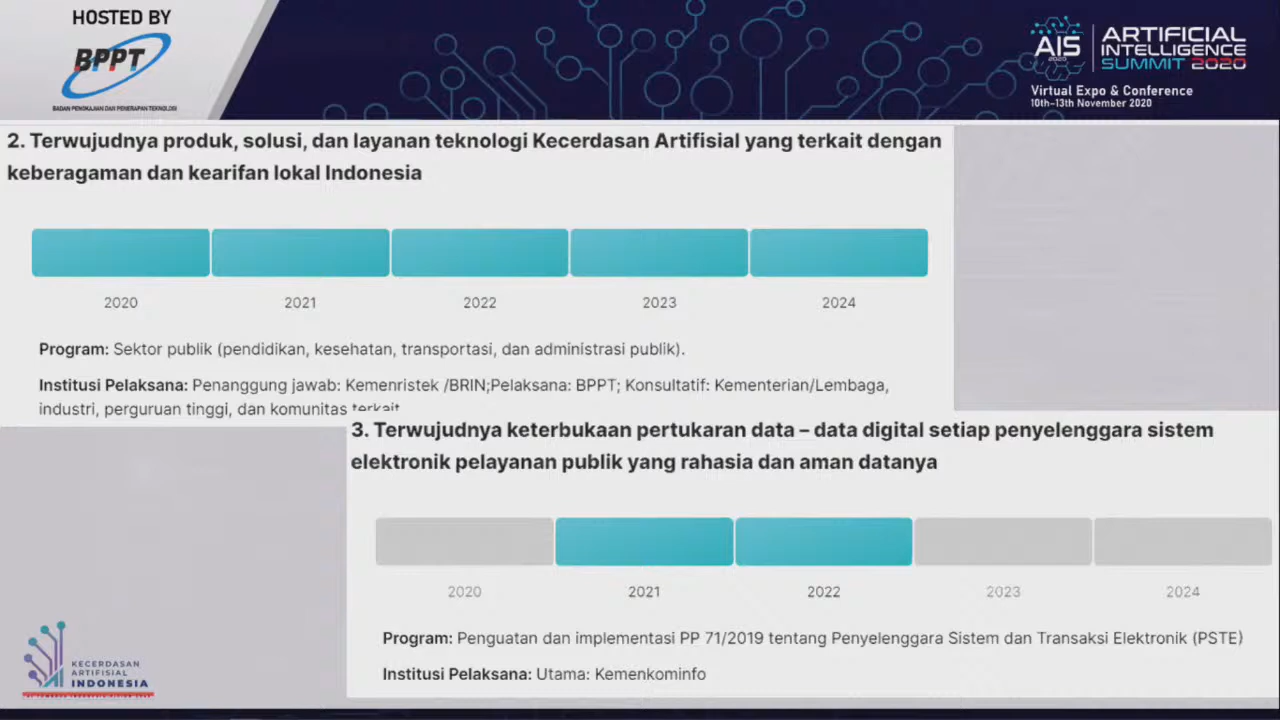 HOSTED BY
BPPT
BADAN PENGKAJIAN DAN PENERAPAN TEKNOLOGI
AIS
2020
ARTIFICIAL
INTELLIGENCE
SUMMIT 2020
Virtual Expo & Conference
10th-13th November 2020
2. Terwujudnya produk, solusi, dan layanan teknologi Kecerdasan Artifisial yang terkait dengan
keberagaman dan kearifan lokal Indonesia
2020 2021 2022 2023 2024
Program: Sektor publik (pendidikan, kesehatan, transportasi, dan administrasi publik).
Institusi Pelaksana: Penanggung jawab: Kemenristek /BRIN;Pelaksana: BPPT; Konsultatif: Kementerian/Lembaga,
industri, perguruan tinggi, dan komunitas terkait
3. Terwujudnya keterbukaan pertukaran data – data digital setiap penyelenggara sistem
elektronik pelayanan publik yang rahasia dan aman datanya
2020 2021 2022 2023 2024
Program: Penguatan dan implementasi PP 71/2019 tentang Penyelenggara Sistem dan Transaksi Elektronik (PSTE)
Institusi Pelaksana: Utama: Kemenkominfo
KECERDASAN
ARTIFISIAL
INDONESIA